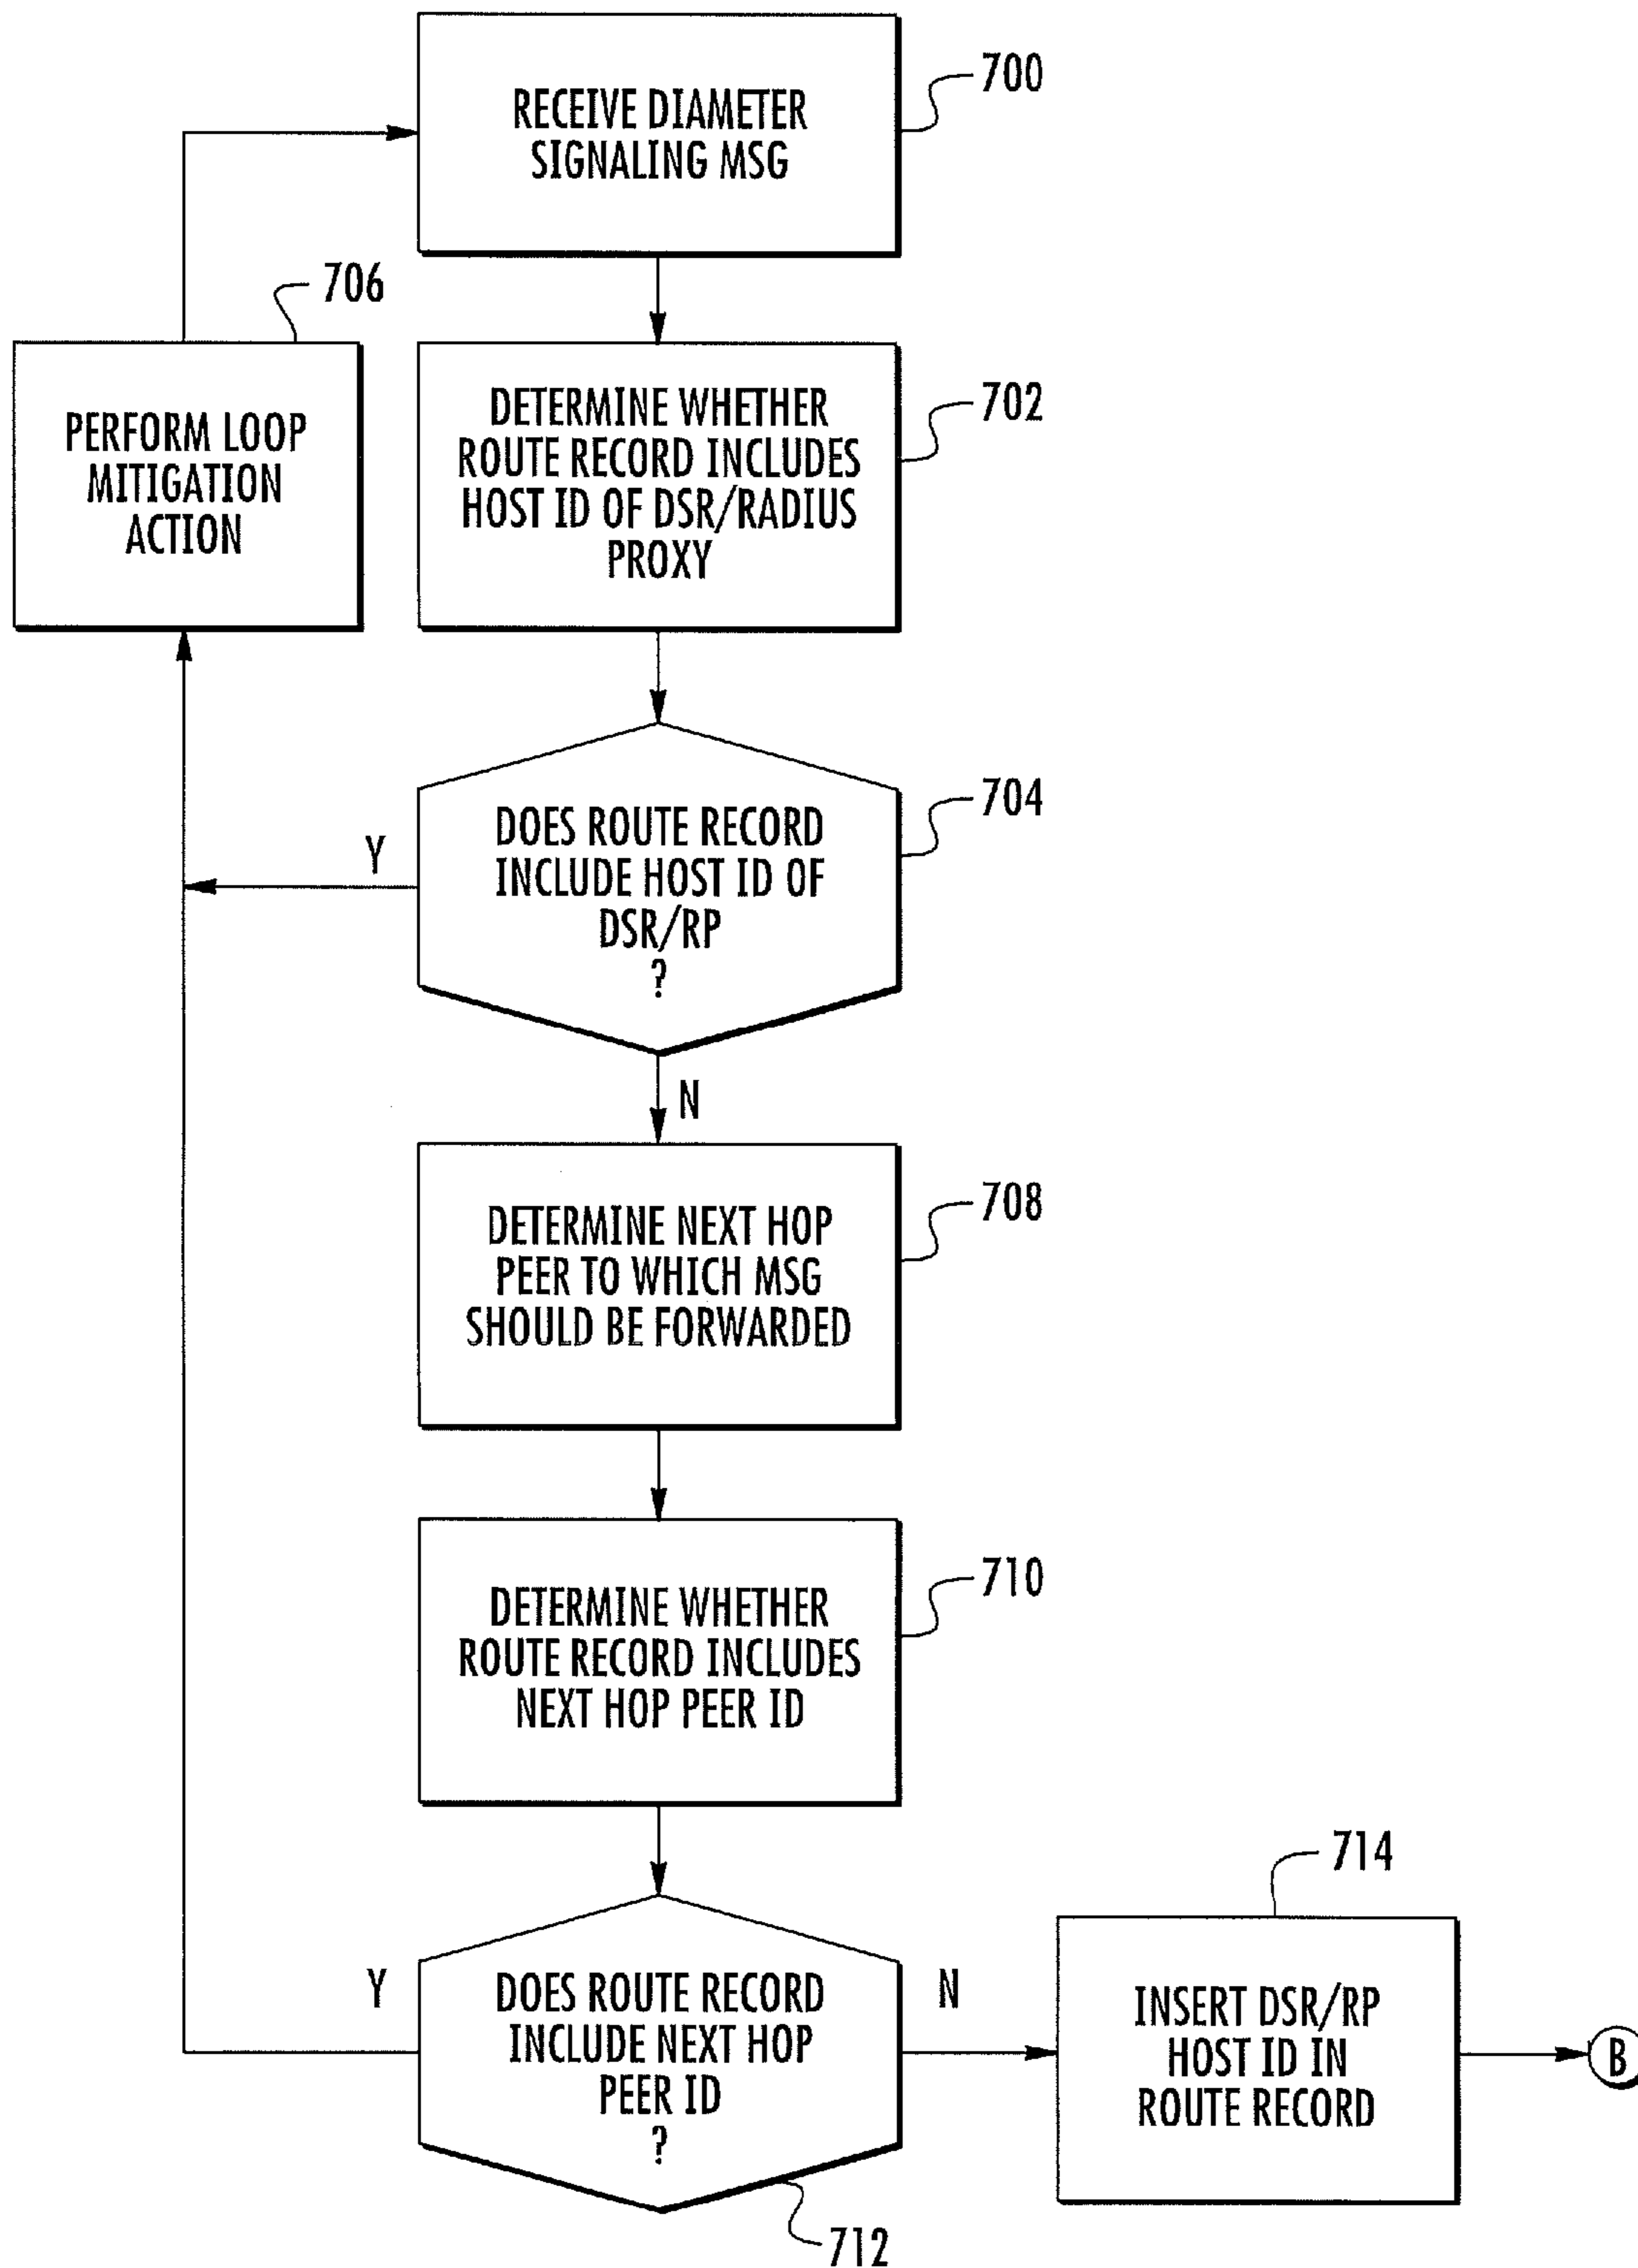 RECEIVE DIAMETER
SIGNALING MSG
700
706
PERFORM LOOP
MITIGATION
ACTION
DETERMINE WHETHER
ROUTE RECORD INCLUDES
HOST ID OF DSR/RADIUS
PROXY
702
DOES ROUTE RECORD
INCLUDE HOST ID OF
DSR/RP
?
704
Y
N
DETERMINE NEXT HOP
PEER TO WHICH MSG
SHOULD BE FORWARDED
708
DETERMINE WHETHER
ROUTE RECORD INCLUDES
NEXT HOP PEER ID
710
DOES ROUTE RECORD
INCLUDE NEXT HOP
PEER ID
?
712
Y
N
714
INSERT DSR/RP
HOST ID IN
ROUTE RECORD
B